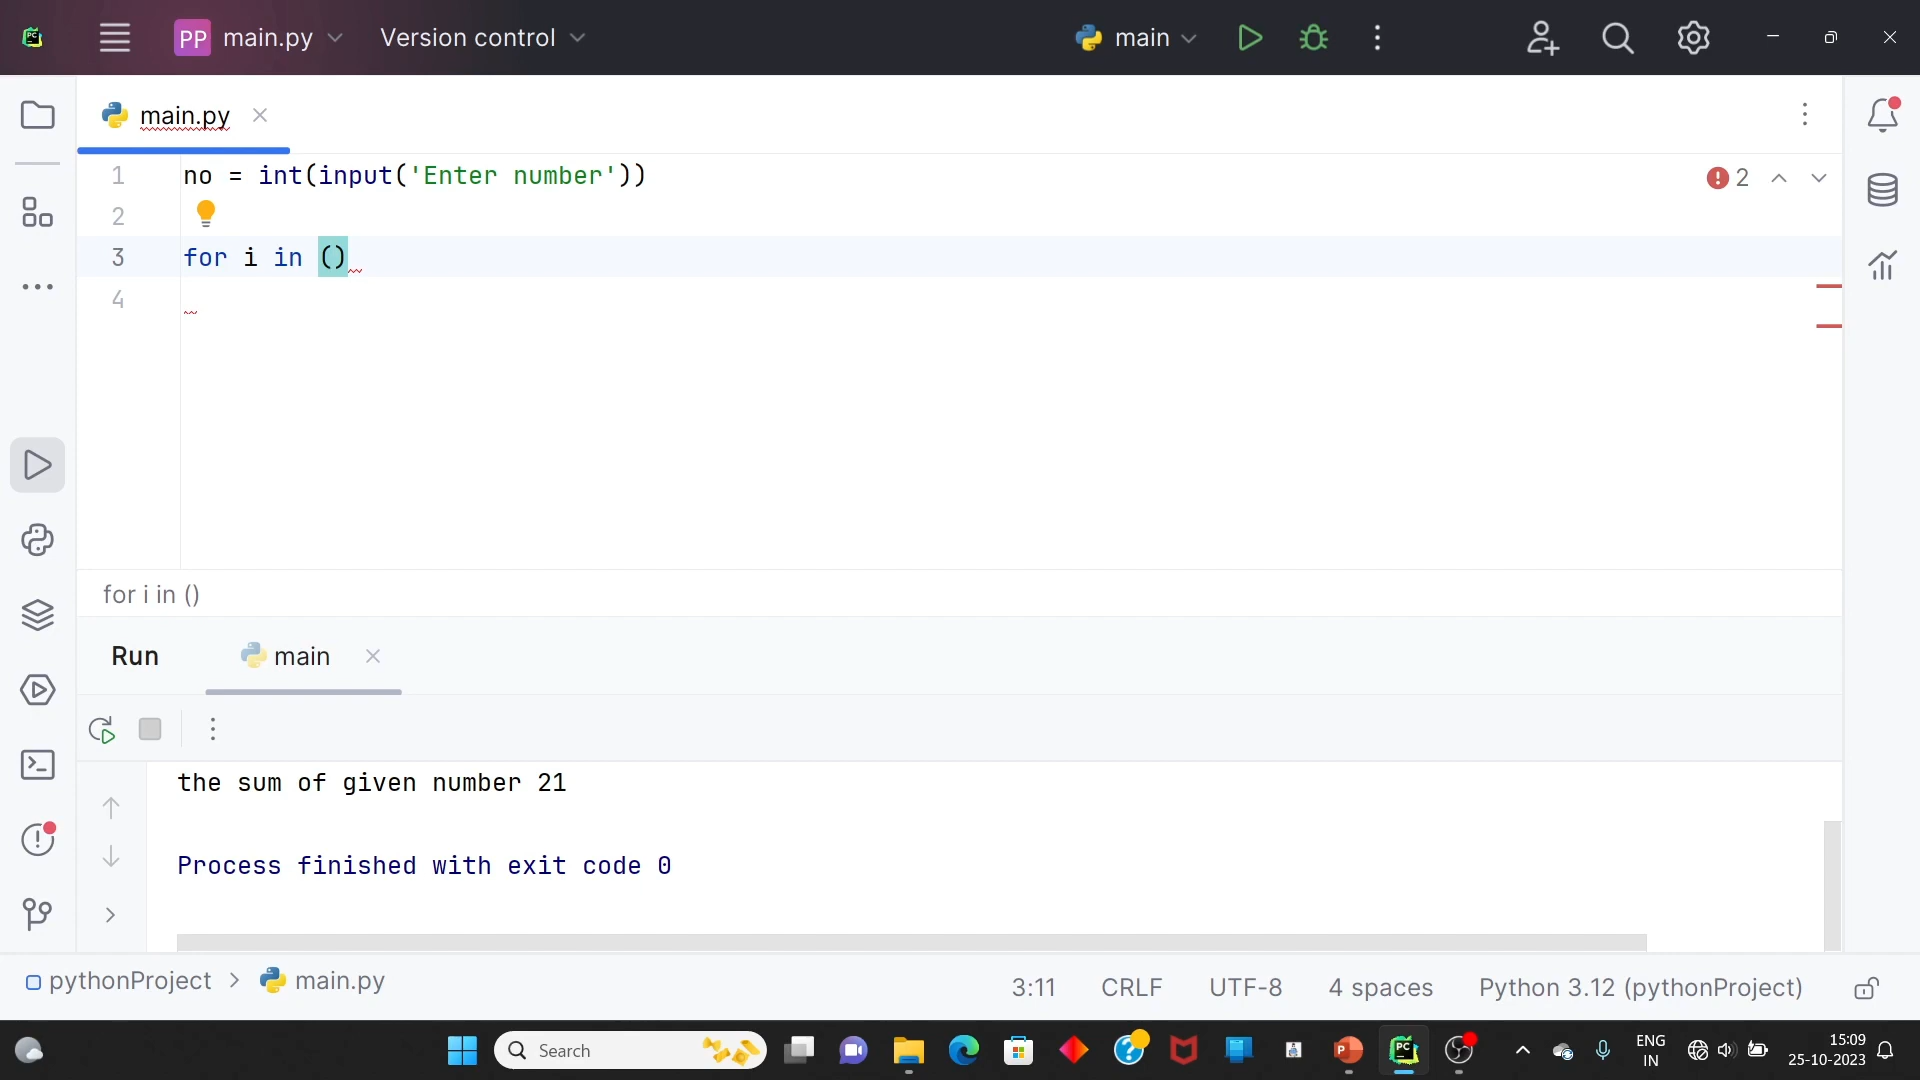 PP main.py Version control main
main.py
1 no = int(input('Enter number'))
2
3 for i in ()
4
2
for i in ()
Run main
the sum of given number 21
Process finished with exit code 0
pythonProject > main.py 3:11 CRLF UTF-8 4 spaces Python 3.12 (pythonProject)
Search
ENG
IN
15:09
25-10-2023